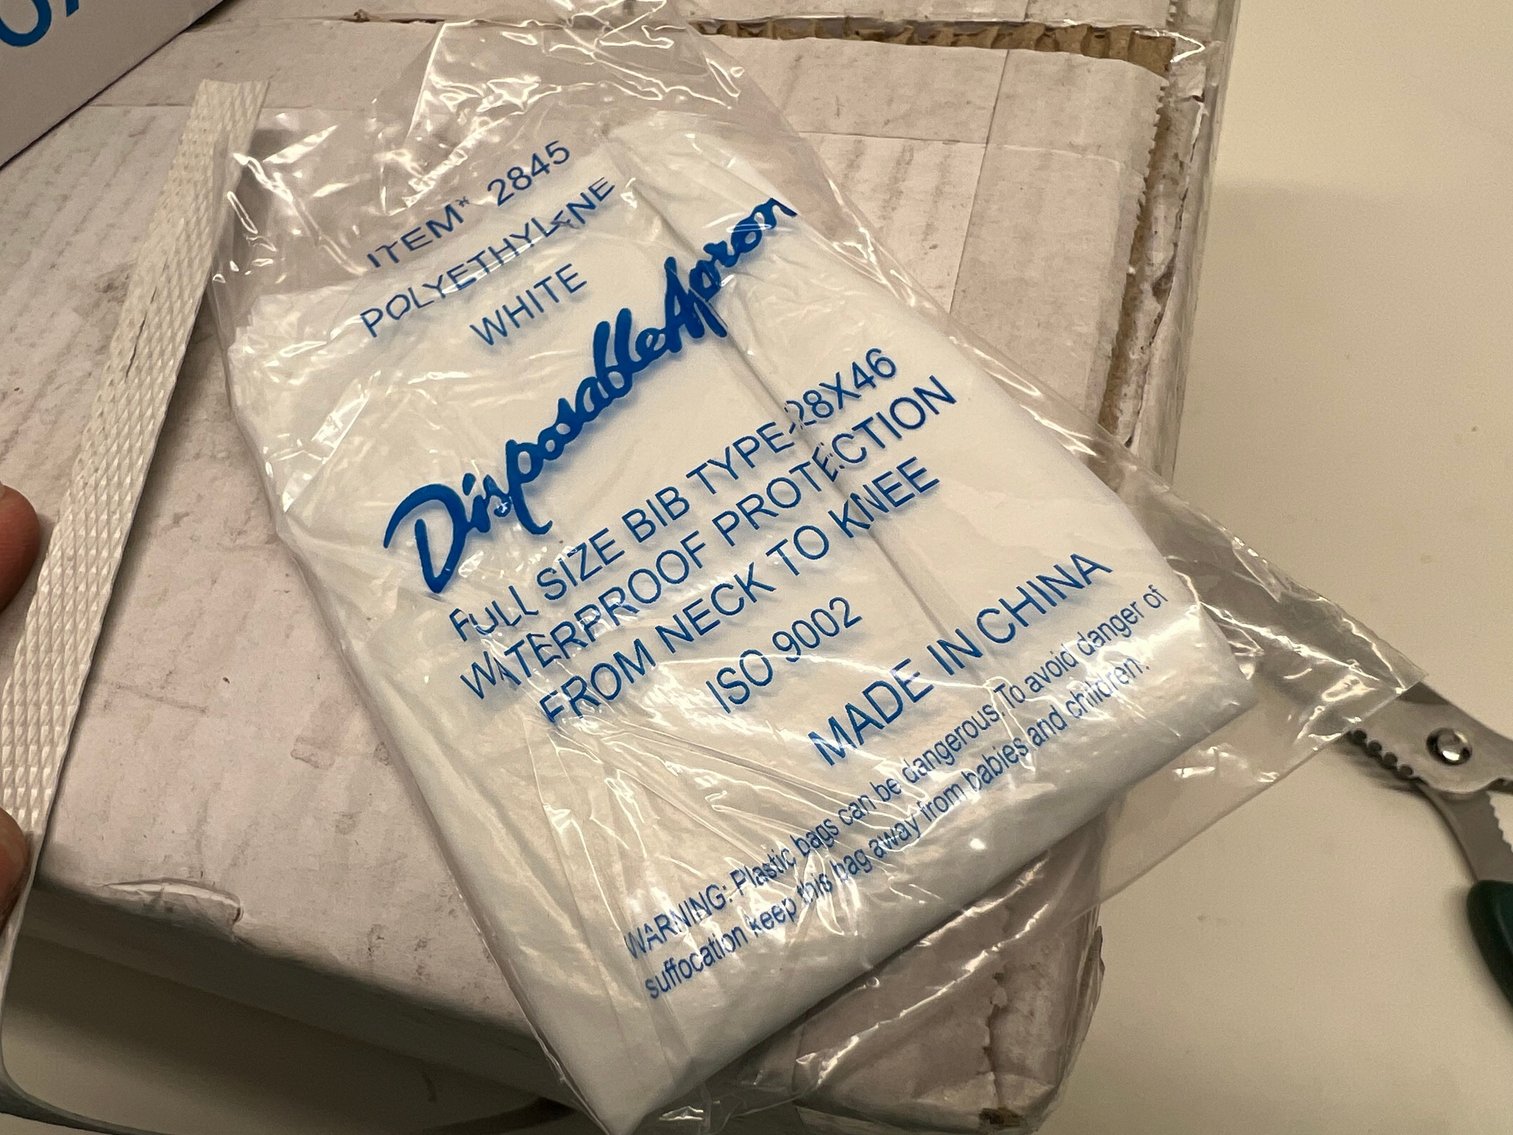 ITEM# 2845
POLYETHYLENE
WHITE
Disposable Apron
FULL SIZE BIB TYPE-28X46
WATERPROOF PROTECTION
FROM NECK TO KNEE
ISO 9002
MADE IN CHINA
WARNING: Plastic bags can be dangerous. To avoid danger of
suffocation keep this bag away from babies and children.